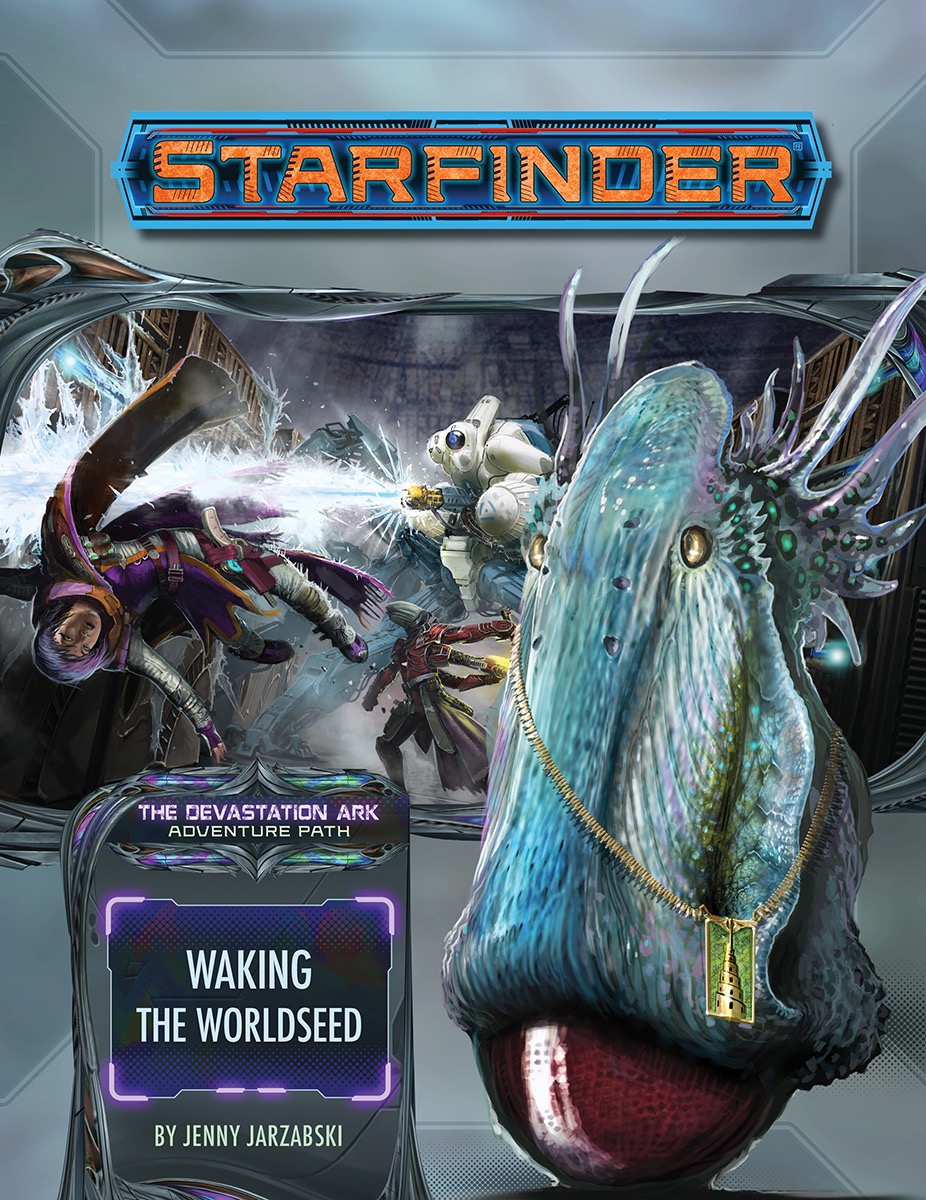 STARFINDER®
THE DEVASTATION ARK
ADVENTURE PATH
WAKING
THE WORLDSEED
BY JENNY JARZABSKI